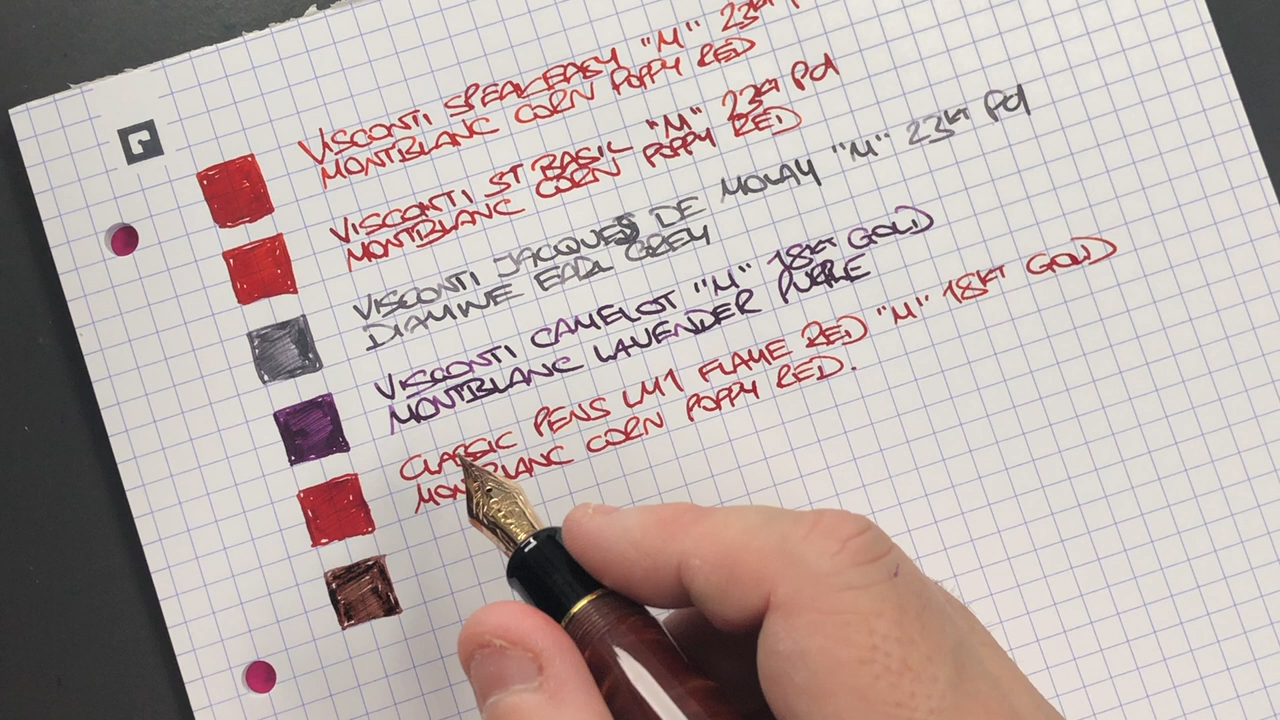 VISCONTI SPEAKEASY "M" 23KT
MONTBLANC CORN POPPY RED
VISCONTI ST BASIL "M" 23KT Pd
MONTBLANC CORN POPPY RED
VISCONTI JACQUES DE MOLAY "M" 23KT Pd
DIAMINE EARL GREY
VISCONTI CAMELOT "M" 18KT GOLD
MONTBLANC LAVENDER PURPLE
CLASSIC PENS LM1 FLAME RED "M" 18KT GOLD
MONTBLANC CORN POPPY RED.